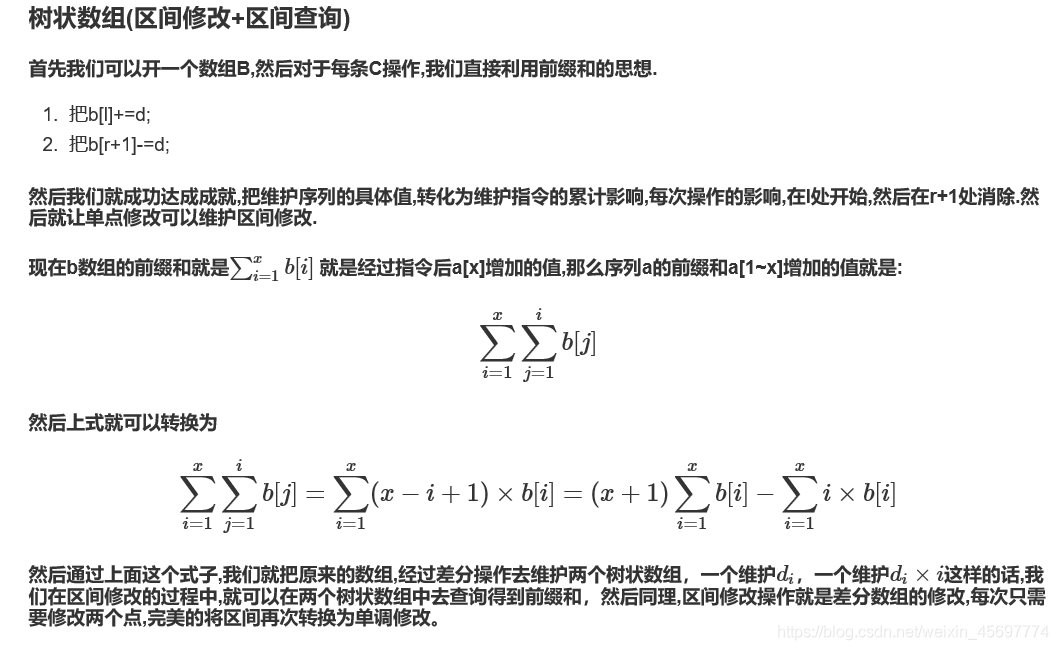 树状数组(区间修改+区间查询)
首先我们可以开一个数组B,然后对于每条C操作,我们直接利用前缀和的思想.
1. 把b[l]+=d;
2. 把b[r+1]-=d;
然后我们就成功达成成就,把维护序列的具体值,转化为维护指令的累计影响,每次操作的影响,在l处开始,然后在r+1处消除.然
后就让单点修改可以维护区间修改.
现在b数组的前缀和就是∑_{i=1}^{x} b[i] 就是经过指令后a[x]增加的值,那么序列a的前缀和a[1~x]增加的值就是:
∑_{i=1}^{x} ∑_{j=1}^{i} b[j]
然后上式就可以转换为
∑_{i=1}^{x} ∑_{j=1}^{i} b[j] = ∑_{i=1}^{x} (x − i + 1) × b[i] = (x + 1) ∑_{i=1}^{x} b[i] − ∑_{i=1}^{x} i × b[i]
然后通过上面这个式子,我们就把原来的数组,经过差分操作去维护两个树状数组，一个维护d_i，一个维护d_i × i这样的话,我
们在区间修改的过程中,就可以在两个树状数组中去查询得到前缀和，然后同理,区间修改操作就是差分数组的修改,每次只需
要修改两个点,完美的将区间再次转换为单调修改。
https://blog.csdn.net/weixin_45697774